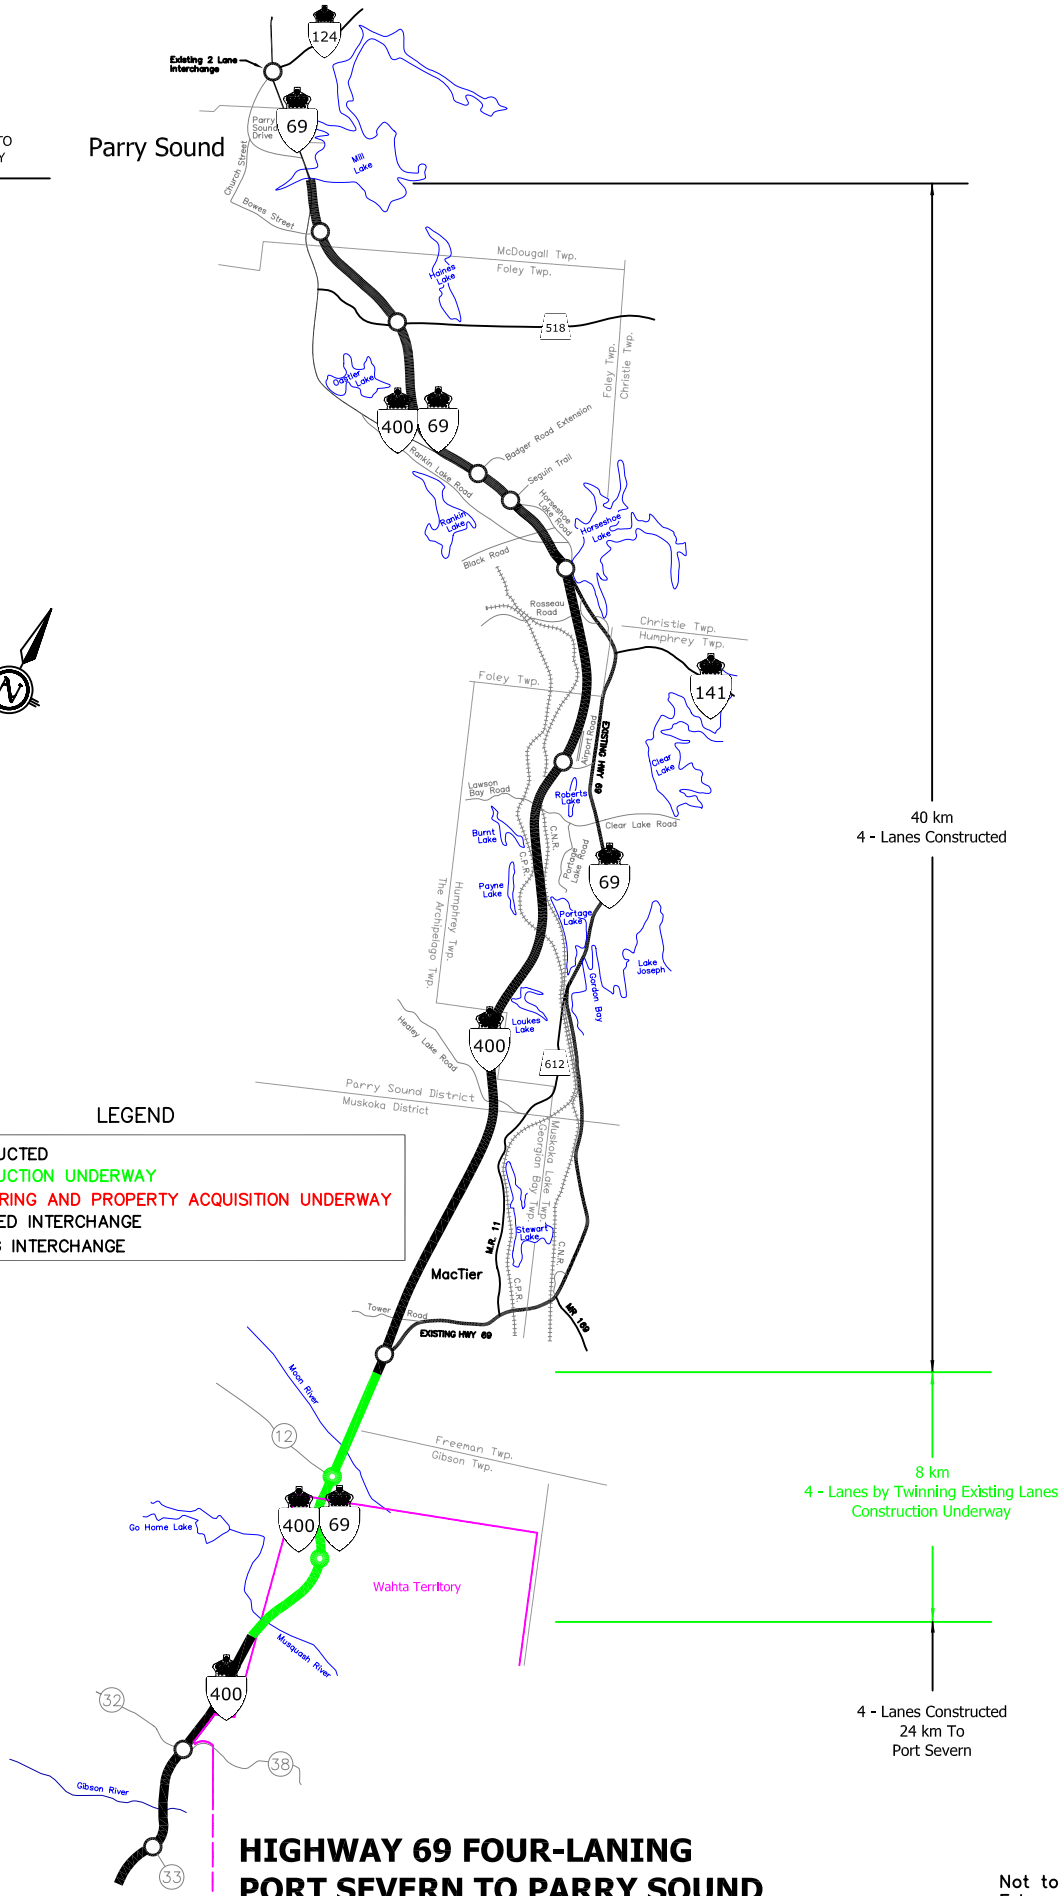 124
Existing 2 Lane
Interchange
69
Parry
Sound
Drive
TO
Y
Parry Sound
Mill
Lake
Church Street
Bowes Street
McDougall Twp.
Foley Twp.
Haines
Lake
518
Foley Twp.
Christie Twp.
Oastler
Lake
400
69
Badger Road Extension
Rankin Lake Road
Seguin Trail
Horseshoe
Lake Road
Rankin
Lake
Horseshoe
Lake
Black Road
Rosseau
Road
Christie Twp.
Humphrey Twp.
N
Foley Twp.
141
Airport Road
EXISTING HWY 69
Clear
Lake
Lawson
Bay Road
Roberts
Lake
40 km
4 - Lanes Constructed
Clear Lake Road
Burnt
Lake
C.N.R.
C.P.R.
Portage
Lake Road
69
Payne
Lake
Humphrey Twp.
The Archipelago Twp.
Portage
Lake
Lake
Joseph
Gordon Bay
Loukes
Lake
400
Healey Lake Road
612
Parry Sound District
Muskoka District
LEGEND
UCTED
UCTION UNDERWAY
RING AND PROPERTY ACQUISITION UNDERWAY
ED INTERCHANGE
G INTERCHANGE
Muskoka Lake Twp.
Georgian Bay Twp.
M.R. 11
Stewart
Lake
C.N.R.
C.P.R.
MacTier
Tower Road
EXISTING HWY 69
MR 169
Moon River
12
Freeman Twp.
Gibson Twp.
8 km
4 - Lanes by Twinning Existing Lanes
Construction Underway
400
69
Go Home Lake
Wahta Territory
Musquash River
400
32
38
4 - Lanes Constructed
24 km To
Port Severn
Gibson River
33
HIGHWAY 69 FOUR-LANING
PORT SEVERN TO PARRY SOUND
Not to